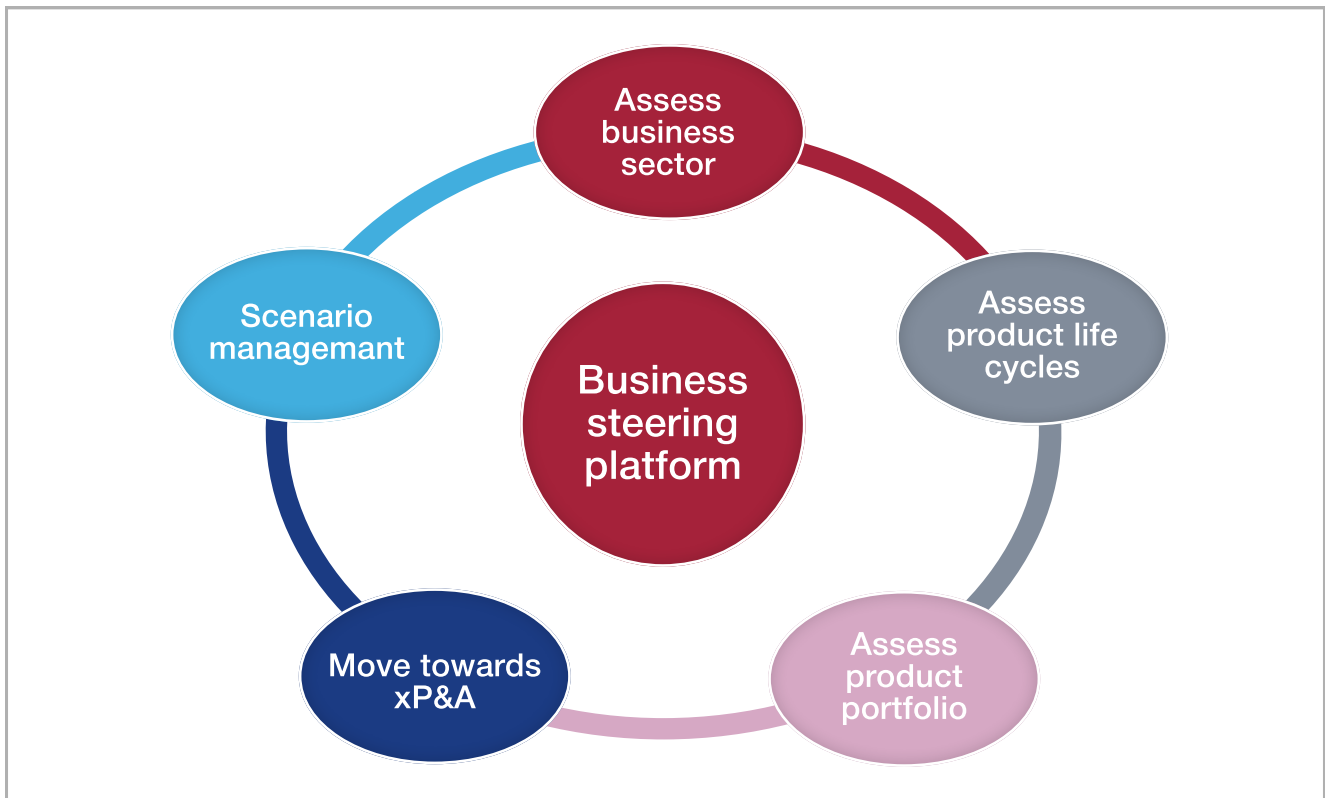 Assess
business
sector
Assess
product life
cycles
Assess
product
portfolio
Move towards
xP&A
Scenario
managemant
Business
steering
platform